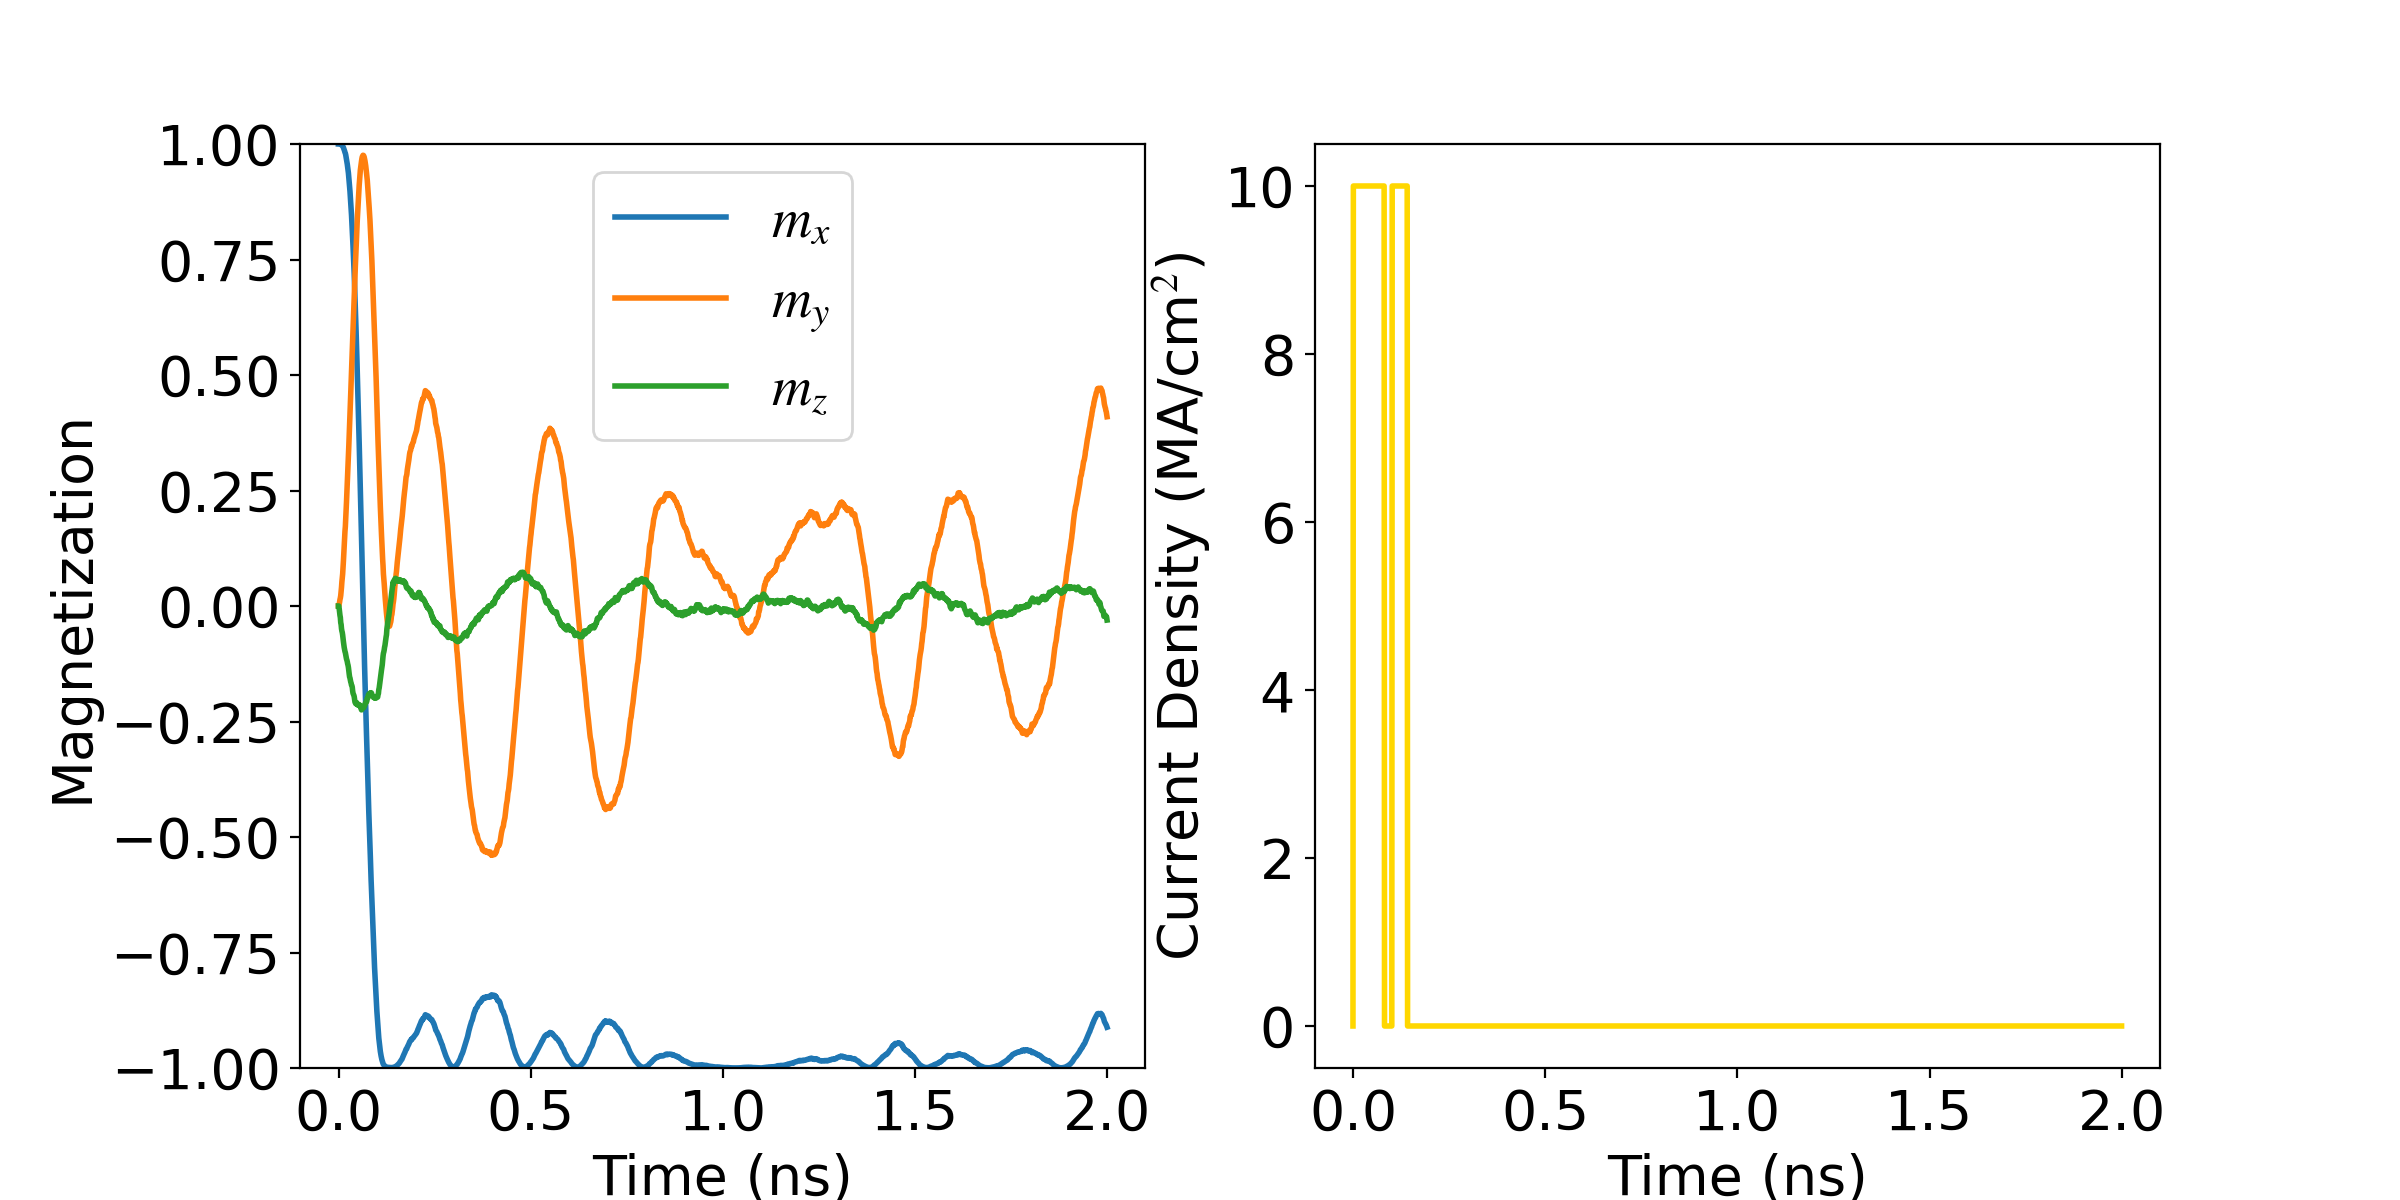 Magnetization
1.00
0.75
0.50
0.25
0.00
−0.25
−0.50
−0.75
−1.00
0.0 0.5 1.0 1.5 2.0
Time (ns)
m_x
m_y
m_z
Current Density (MA/cm²)
10
8
6
4
2
0
0.0 0.5 1.0 1.5 2.0
Time (ns)